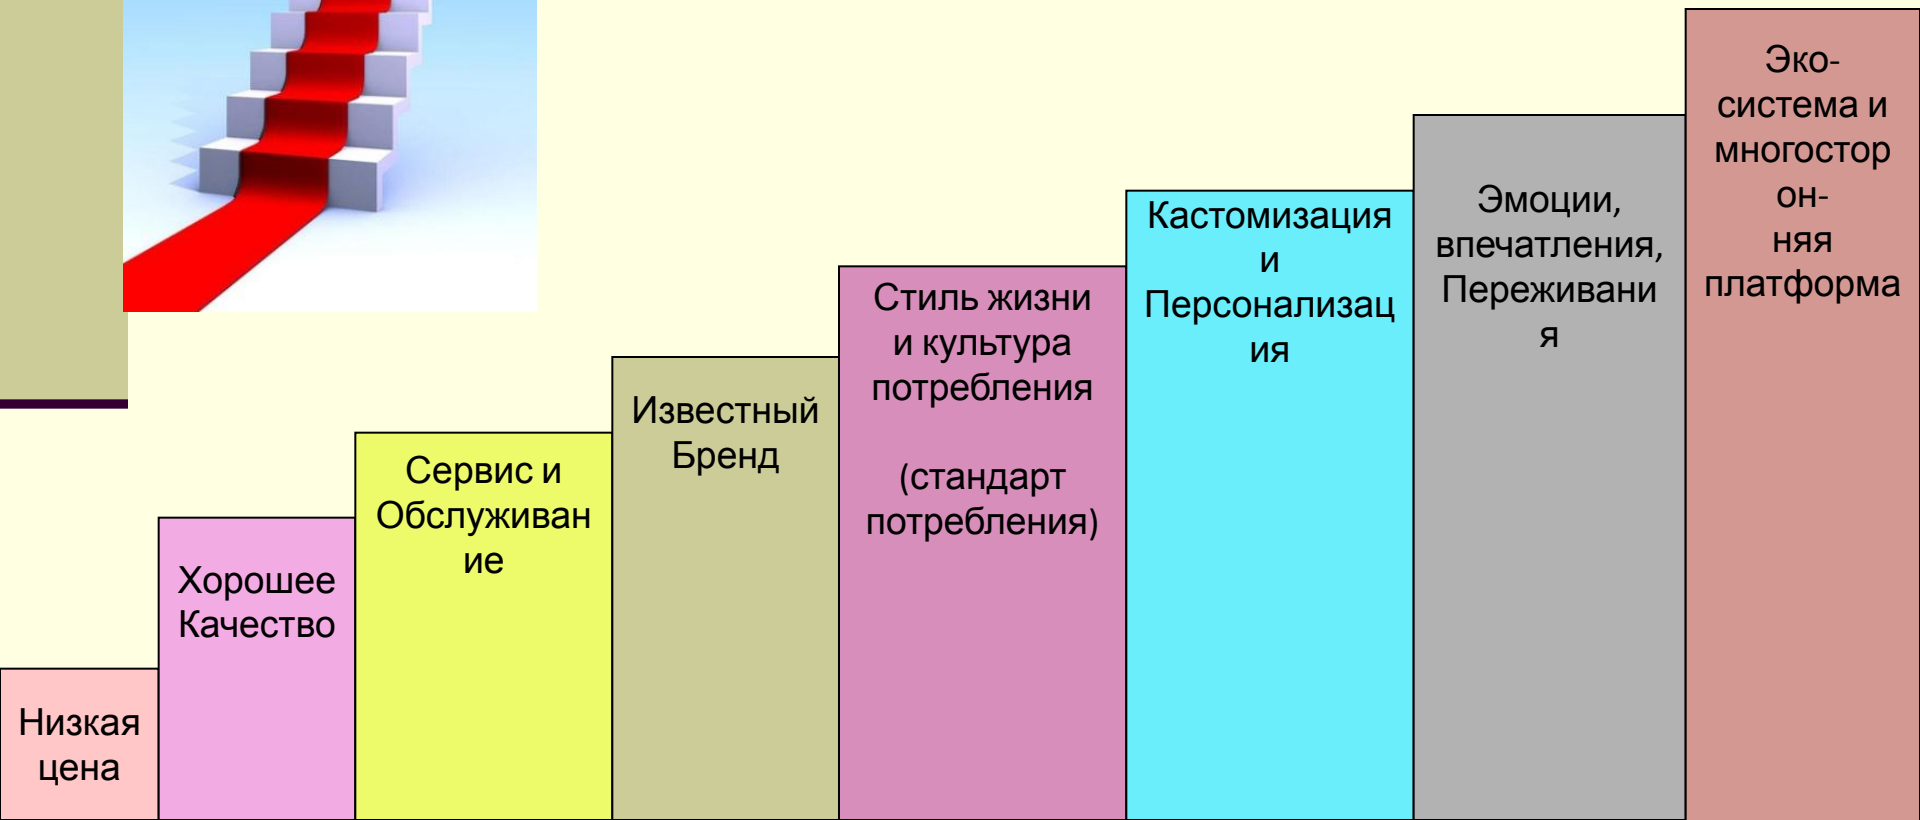 Низкая
цена
Хорошее
Качество
Сервис и
Обслуживан
ие
Известный
Бренд
Стиль жизни
и культура
потребления
(стандарт
потребления)
Кастомизация
и
Персонализац
ия
Эмоции,
впечатления,
Переживани
я
Эко-
система и
многостор
он-
няя
платформа